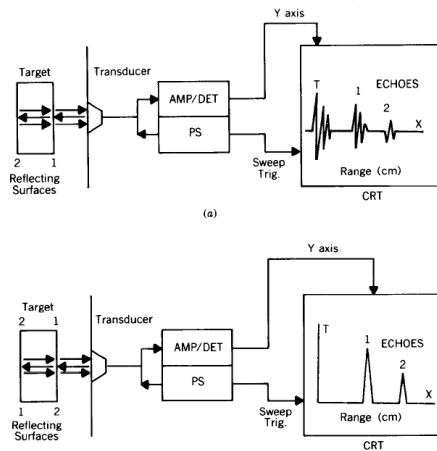 Y axis
Target
Transducer
T
ECHOES
1
2
X
AMP/DET
PS
2 1
Reflecting
Surfaces
Sweep
Trig.
Range (cm)
CRT
(a)
Y axis
Target
2 1
Transducer
T
ECHOES
1
2
X
AMP/DET
PS
1 2
Reflecting
Surfaces
Sweep
Trig.
Range (cm)
CRT